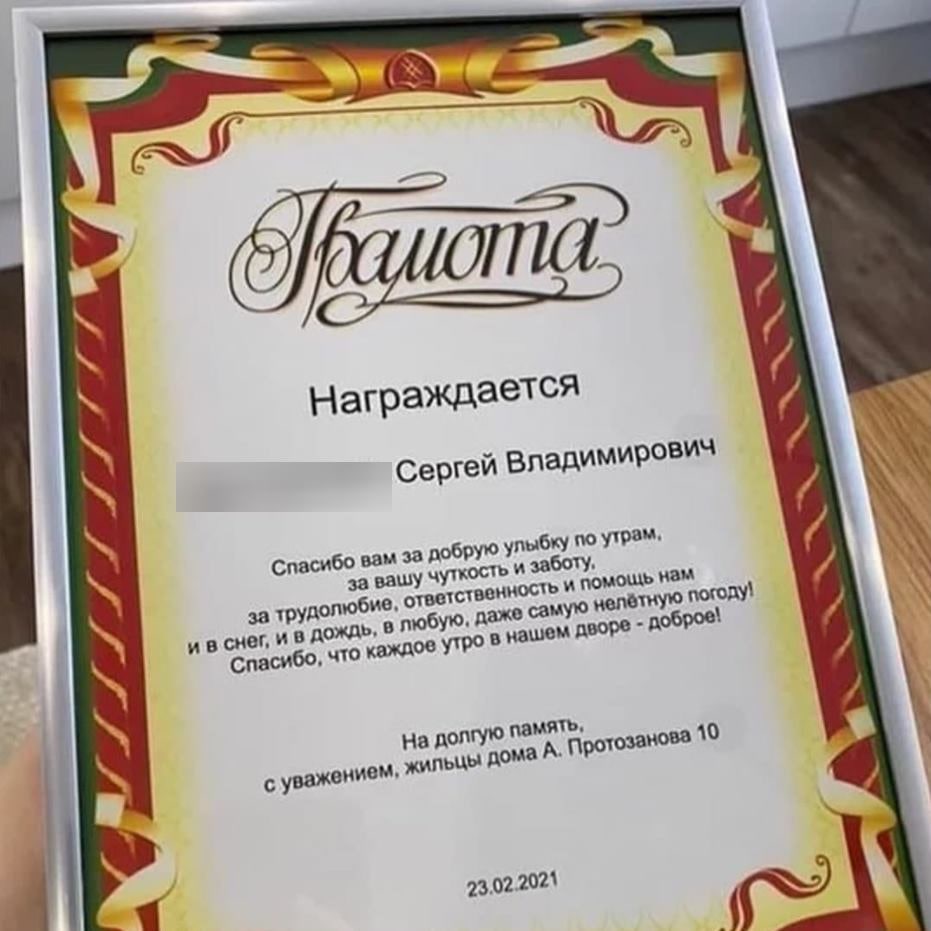 Грамота
Награждается
Сергей Владимирович
Спасибо вам за добрую улыбку по утрам,
за вашу чуткость и заботу,
за трудолюбие, ответственность и помощь нам
и в снег, и в дождь, в любую, даже самую нелётную погоду!
Спасибо, что каждое утро в нашем дворе - доброе!
На долгую память,
с уважением, жильцы дома А. Протозанова 10
23.02.2021